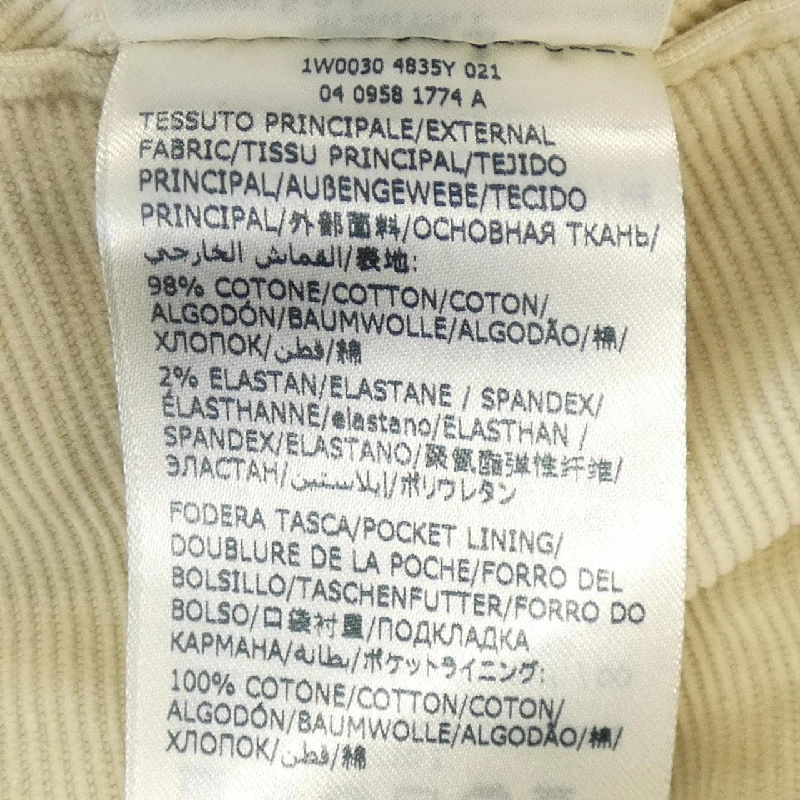 1W0030 4835Y 021
04 0958 1774 A
TESSUTO PRINCIPALE/EXTERNAL
FABRIC/TISSU PRINCIPAL/TEJIDO
PRINCIPAL/AUßENGEWEBE/TECIDO
PRINCIPAL/外部面料/ОСНОВНАЯ ТКАНЬ/
القماش الخارجي/表地:
98% COTONE/COTTON/COTON/
ALGODÓN/BAUMWOLLE/ALGODÃO/棉/
ХЛОПОК/قطن/綿
2% ELASTAN/ELASTANE / SPANDEX/
ÉLASTHANNE/elastano/ELASTHAN /
SPANDEX/ELASTANO/聚氨酯弹性纤维/
ЭЛАСТАН/إيلاستين/ポリウレタン
FODERA TASCA/POCKET LINING/
DOUBLURE DE LA POCHE/FORRO DEL
BOLSILLO/TASCHENFUTTER/FORRO DO
BOLSO/口袋衬里/ПОДКЛАДКА
КАРМАНА/بطانه/ポケットライニング:
100% COTONE/COTTON/COTON/
ALGODÓN/BAUMWOLLE/ALGODÃO/棉/
ХЛОПОК/قطن/綿